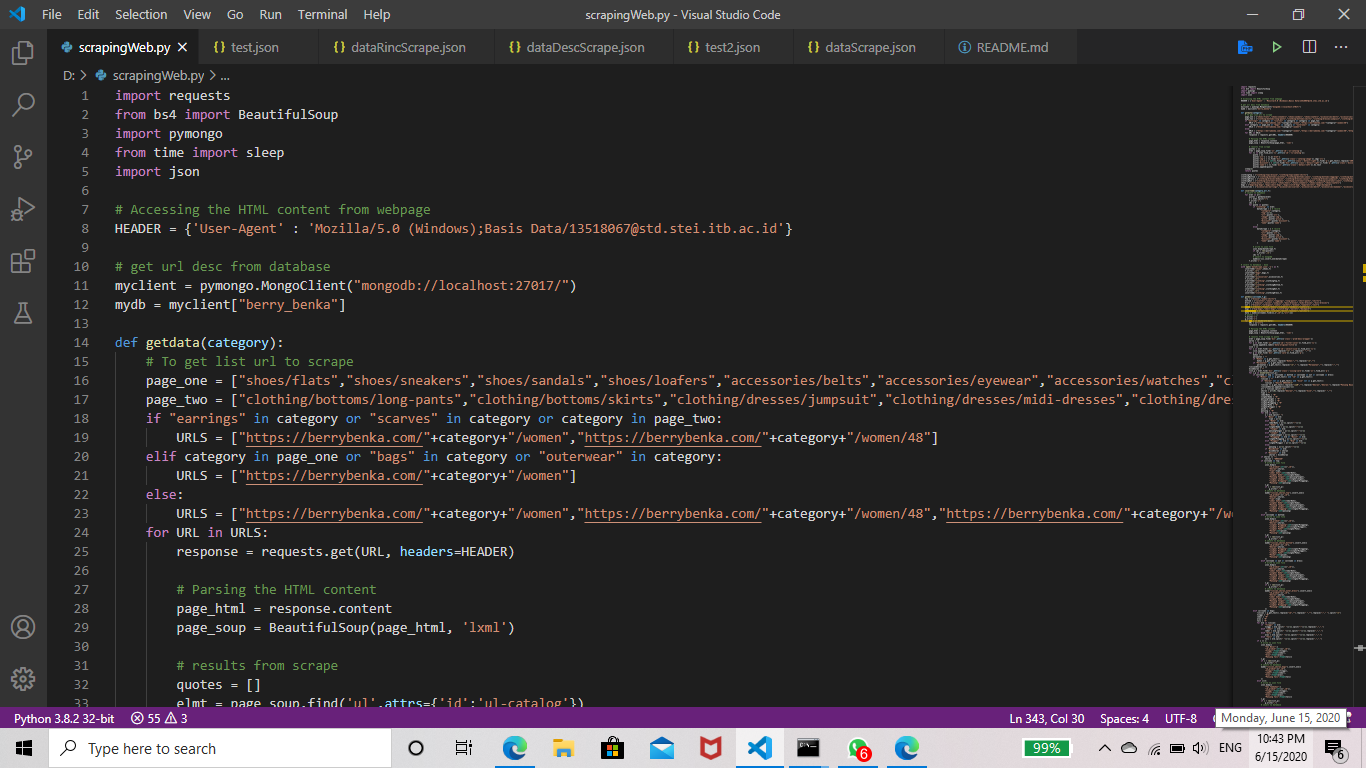 File Edit Selection View Go Run Terminal Help scrapingWeb.py - Visual Studio Code
scrapingWeb.py test.json dataRincScrape.json dataDescScrape.json test2.json dataScrape.json README.md
D: > scrapingWeb.py > ...
1 import requests
2 from bs4 import BeautifulSoup
3 import pymongo
4 from time import sleep
5 import json
6
7 # Accessing the HTML content from webpage
8 HEADER = {'User-Agent' : 'Mozilla/5.0 (Windows);Basis Data/13518067@std.stei.itb.ac.id'}
9
10 # get url desc from database
11 myclient = pymongo.MongoClient("mongodb://localhost:27017/")
12 mydb = myclient["berry_benka"]
13
14 def getdata(category):
15 # To get list url to scrape
16 page_one = ["shoes/flats","shoes/sneakers","shoes/sandals","shoes/loafers","accessories/belts","accessories/eyewear","accessories/watches","c
17 page_two = ["clothing/bottoms/long-pants","clothing/bottoms/skirts","clothing/dresses/jumpsuit","clothing/dresses/midi-dresses","clothing/dre
18 if "earrings" in category or "scarves" in category or category in page_two:
19 URLS = ["https://berrybenka.com/"+category+"/women","https://berrybenka.com/"+category+"/women/48"]
20 elif category in page_one or "bags" in category or "outerwear" in category:
21 URLS = ["https://berrybenka.com/"+category+"/women"]
22 else:
23 URLS = ["https://berrybenka.com/"+category+"/women","https://berrybenka.com/"+category+"/women/48","https://berrybenka.com/"+category+"/w
24 for URL in URLS:
25 response = requests.get(URL, headers=HEADER)
26
27 # Parsing the HTML content
28 page_html = response.content
29 page_soup = BeautifulSoup(page_html, 'lxml')
30
31 # results from scrape
32 quotes = []
33 elmt = page_soup.find('ul',attrs={'id':'ul-catalog'})
Python 3.8.2 32-bit 55 3 Ln 343, Col 30 Spaces: 4 UTF-8 Monday, June 15, 2020
Type here to search 6 99% ENG 10:43 PM 6
6/15/2020